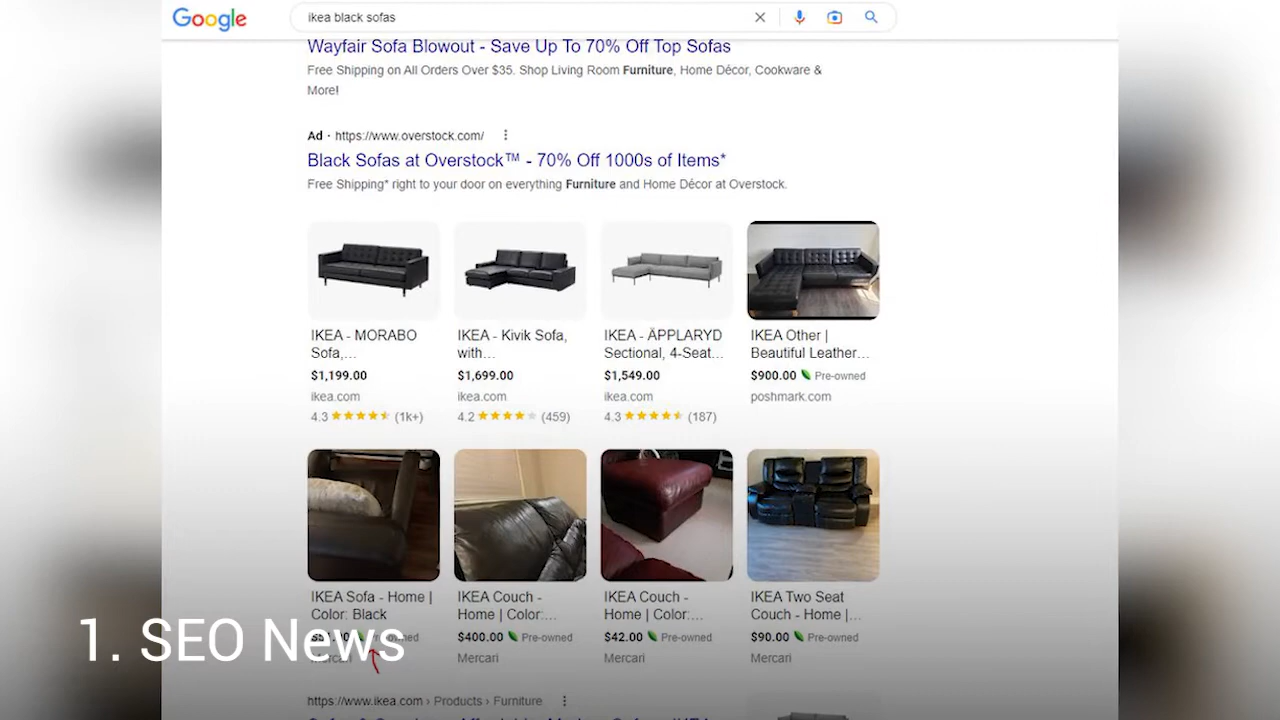 Google
ikea black sofas
Wayfair Sofa Blowout - Save Up To 70% Off Top Sofas
Free Shipping on All Orders Over $35. Shop Living Room Furniture, Home Décor, Cookware &
More!
Ad · https://www.overstock.com/
Black Sofas at Overstock™ - 70% Off 1000s of Items*
Free Shipping* right to your door on everything Furniture and Home Décor at Overstock.
IKEA - MORABO
Sofa,...
$1,199.00
ikea.com
4.3 (1k+)
IKEA - Kivik Sofa,
with...
$1,699.00
ikea.com
4.2 (459)
IKEA - ÄPPLARYD
Sectional, 4-Seat...
$1,549.00
ikea.com
4.3 (187)
IKEA Other |
Beautiful Leather...
$900.00 Pre-owned
poshmark.com
IKEA Sofa - Home |
Color: Black
Pre-owned
Mercari
IKEA Couch -
Home | Color:...
$400.00 Pre-owned
Mercari
IKEA Couch -
Home | Color:...
$42.00 Pre-owned
Mercari
IKEA Two Seat
Couch - Home |...
$90.00 Pre-owned
Mercari
1. SEO News
https://www.ikea.com › Products › Furniture